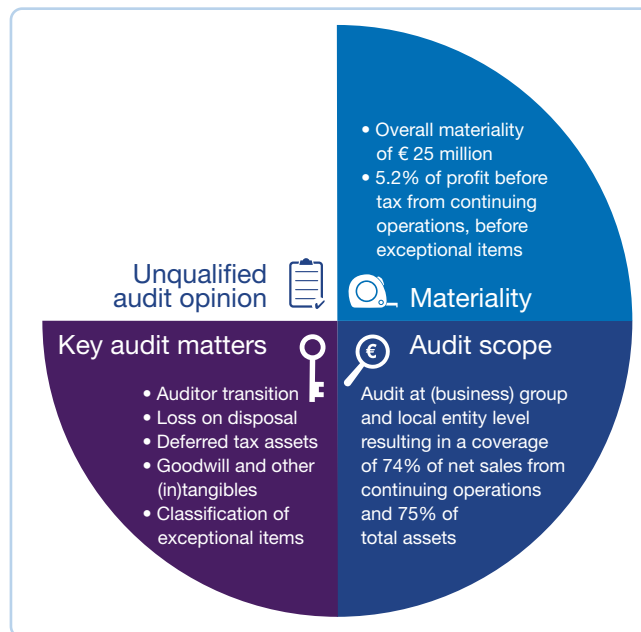 • Overall materiality
of € 25 million
• 5.2% of profit before
tax from continuing
operations, before
exceptional items
Materiality
Unqualified
audit opinion
Key audit matters
• Auditor transition
• Loss on disposal
• Deferred tax assets
• Goodwill and other
(in)tangibles
• Classification of
exceptional items
€
Audit scope
Audit at (business) group
and local entity level
resulting in a coverage
of 74% of net sales from
continuing operations
and 75% of
total assets